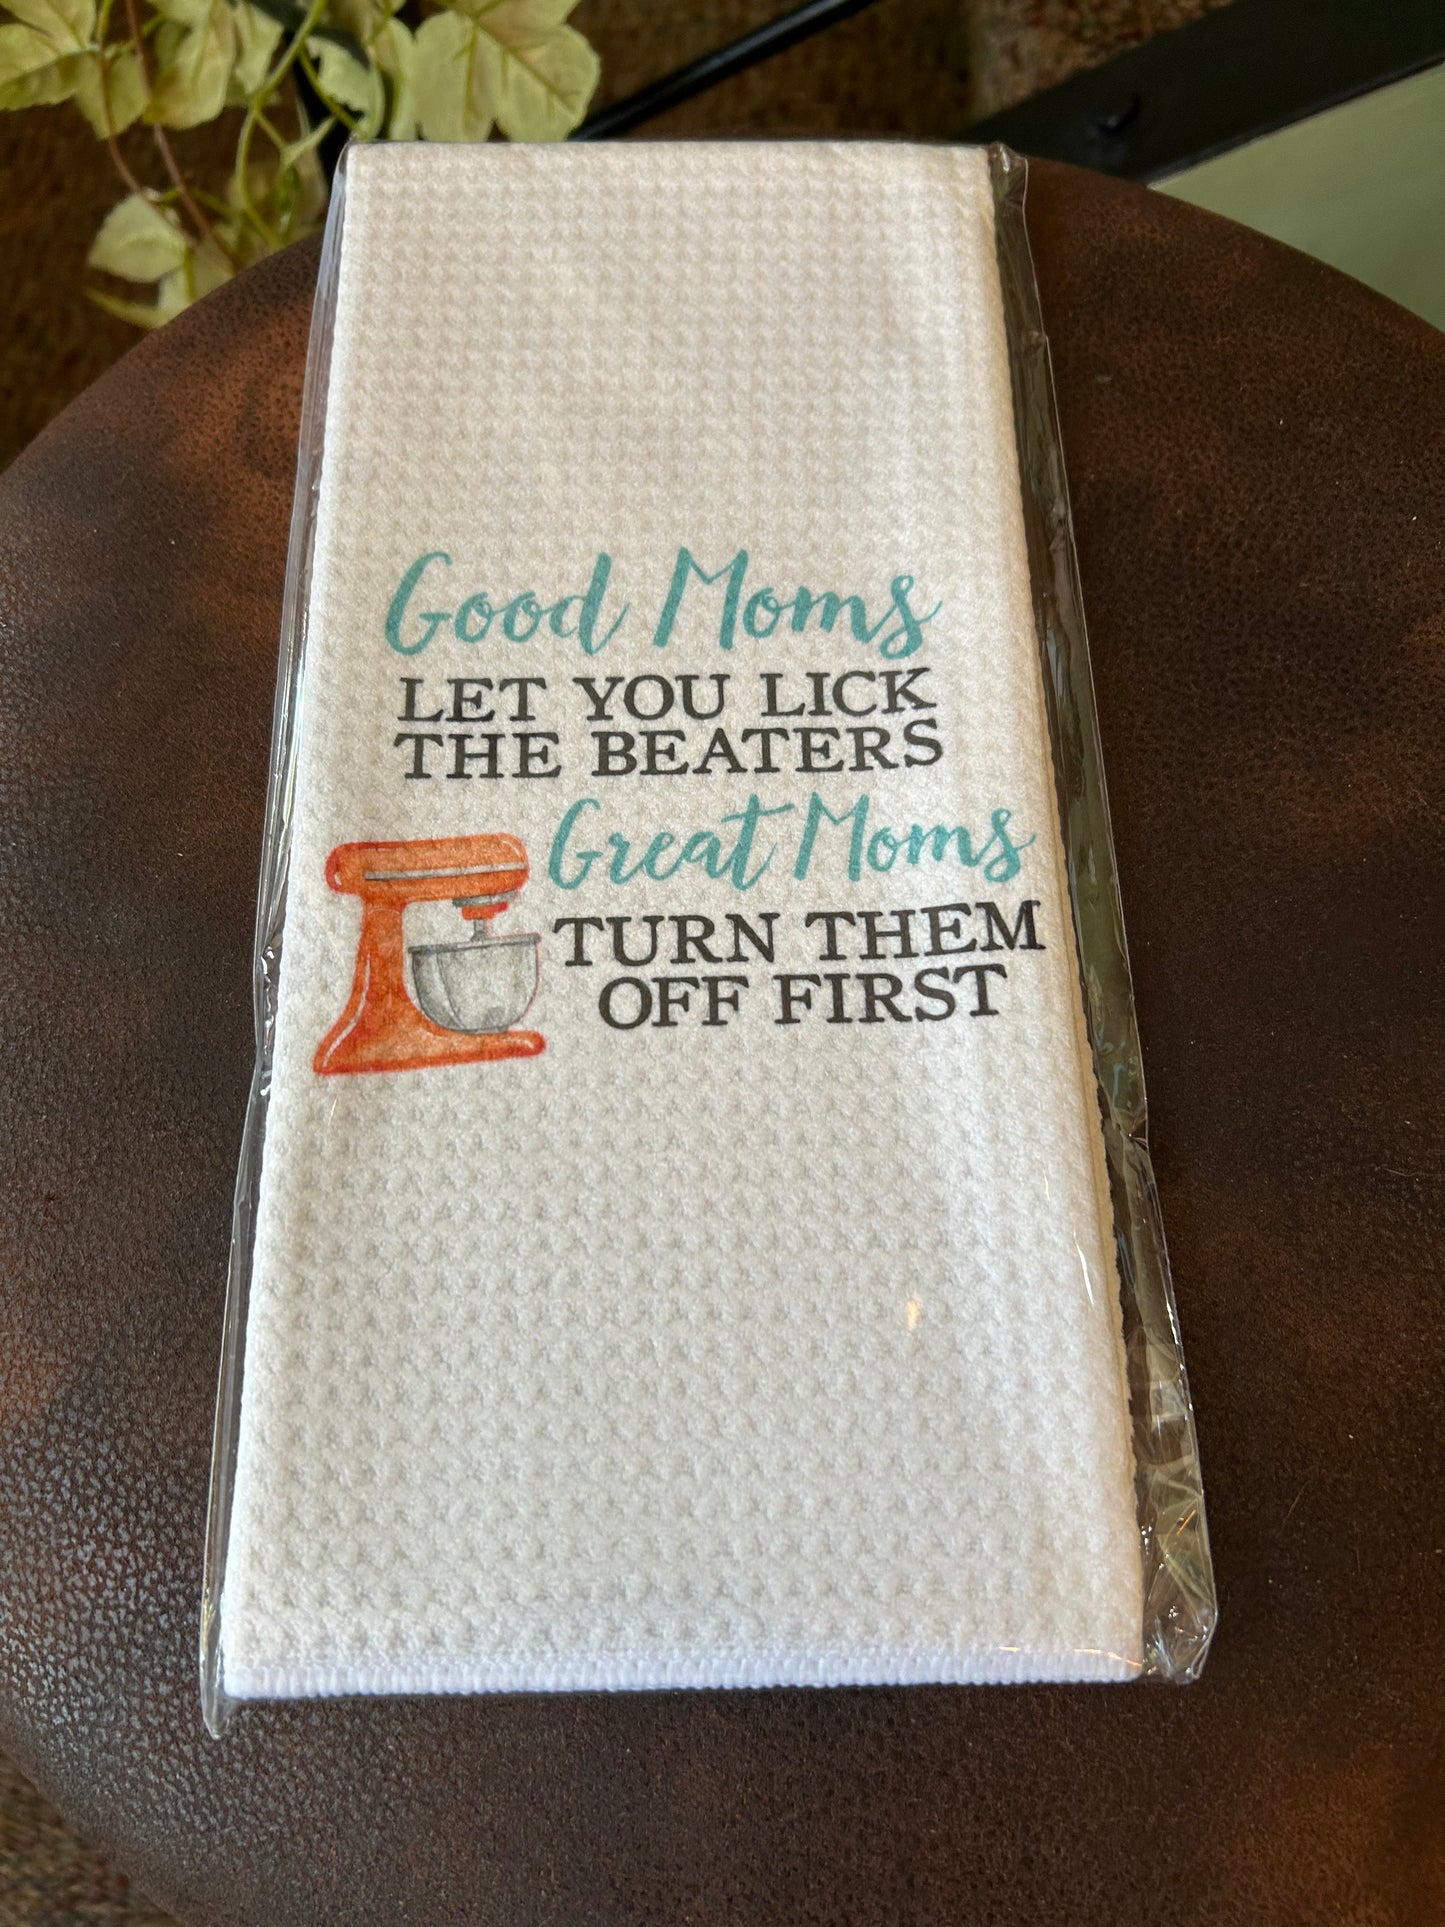 Good Moms
LET YOU LICK
THE BEATERS
Great Moms
TURN THEM
OFF FIRST